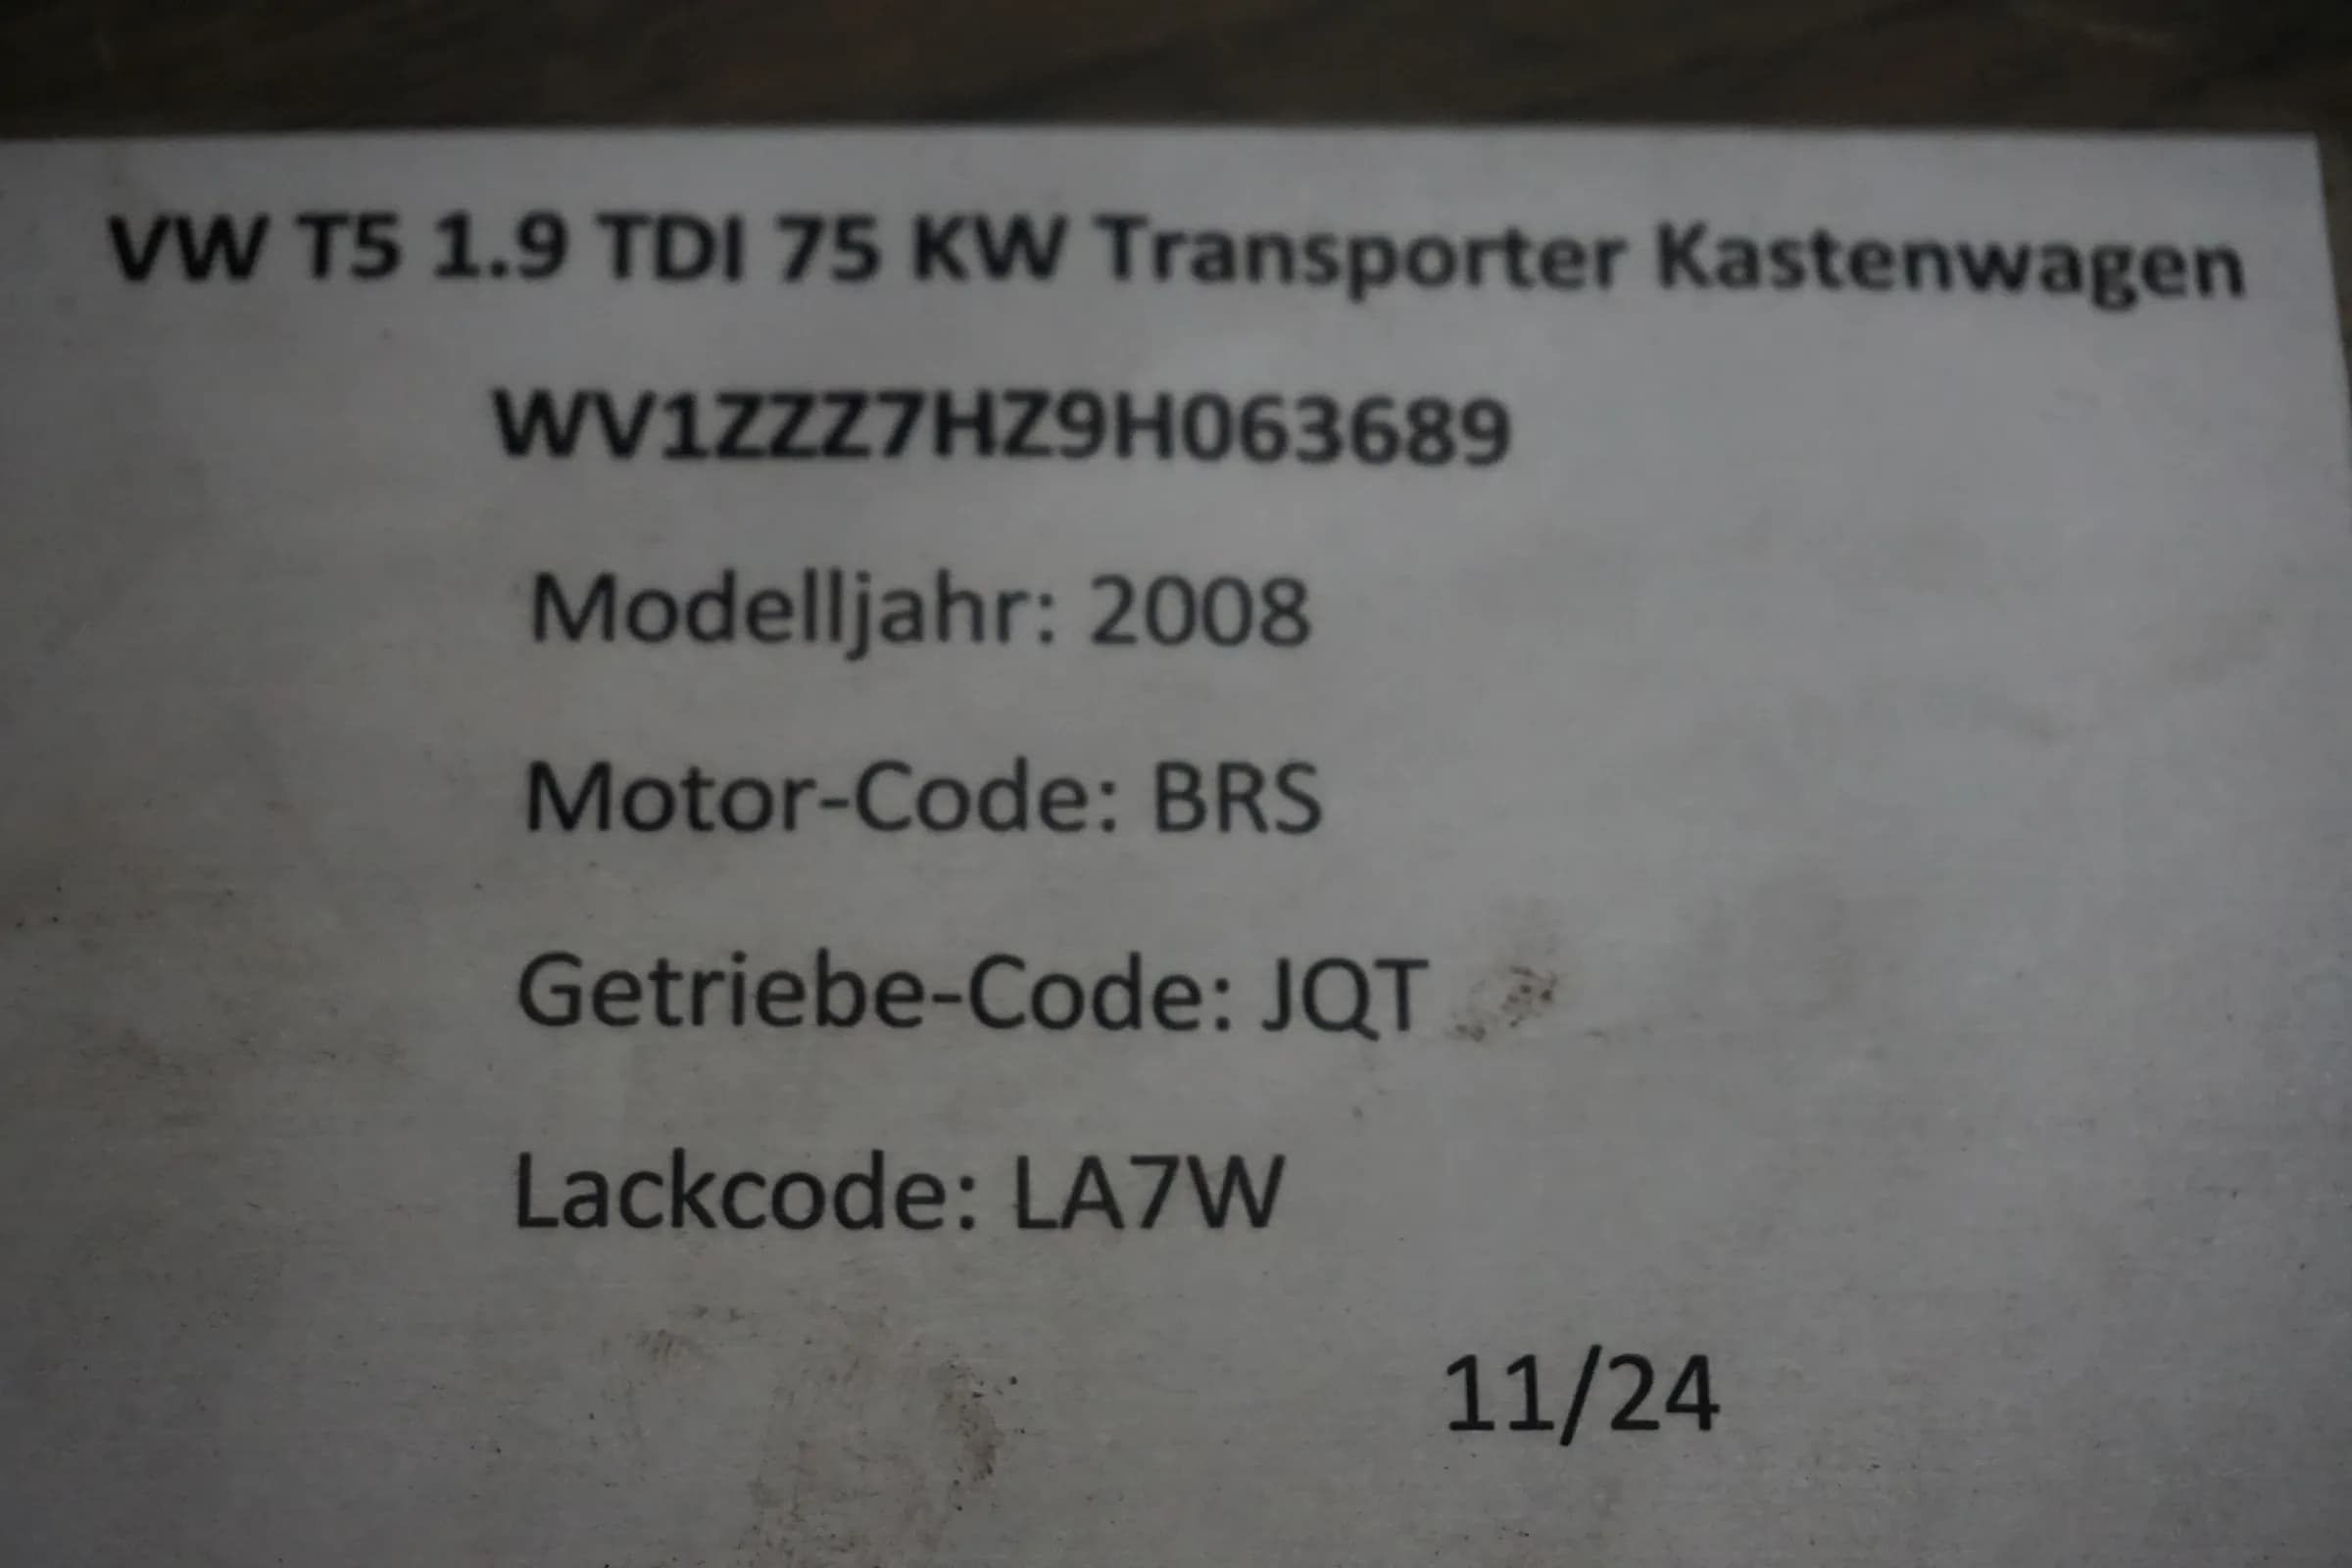 VW T5 1.9 TDI 75 KW Transporter Kastenwagen
WV1ZZZ7HZ9H063689
Modelljahr: 2008
Motor-Code: BRS
Getriebe-Code: JQT
Lackcode: LA7W
11/24